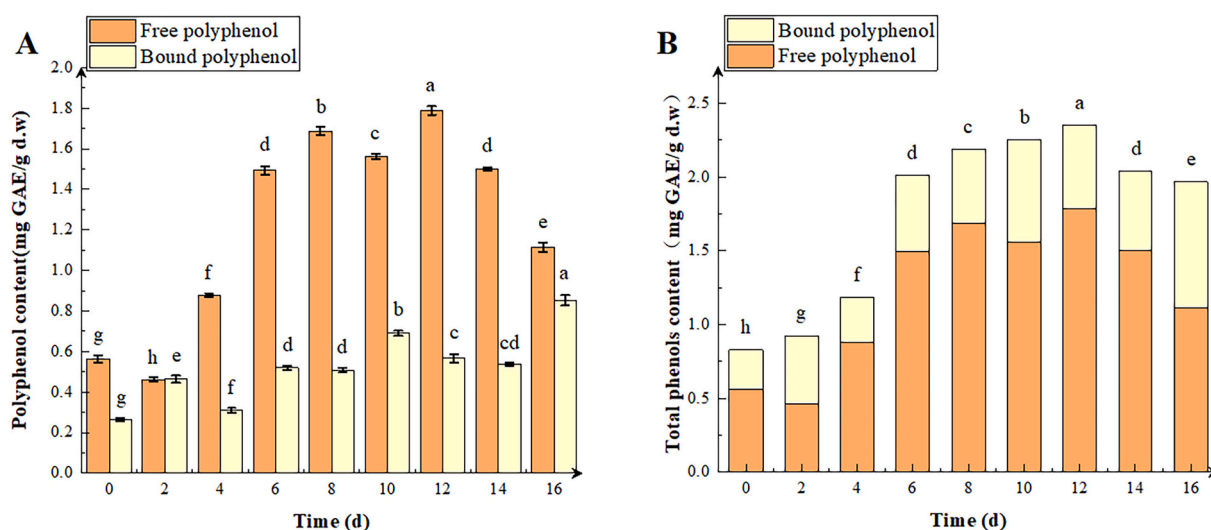 A
Free polyphenol
Bound polyphenol
Polyphenol content(mg GAE/g d.w)
2.0
1.8
1.6
1.4
1.2
1.0
0.8
0.6
0.4
0.2
0.0
g
g
h
e
f
f
d
d
b
d
c
b
a
c
d
cd
e
a
0 2 4 6 8 10 12 14 16
Time (d)
B
Bound polyphenol
Free polyphenol
Total phenols content（mg GAE/g d.w）
2.5
2.0
1.5
1.0
0.5
0.0
h
g
f
d
c
b
a
d
e
0 2 4 6 8 10 12 14 16
Time (d)